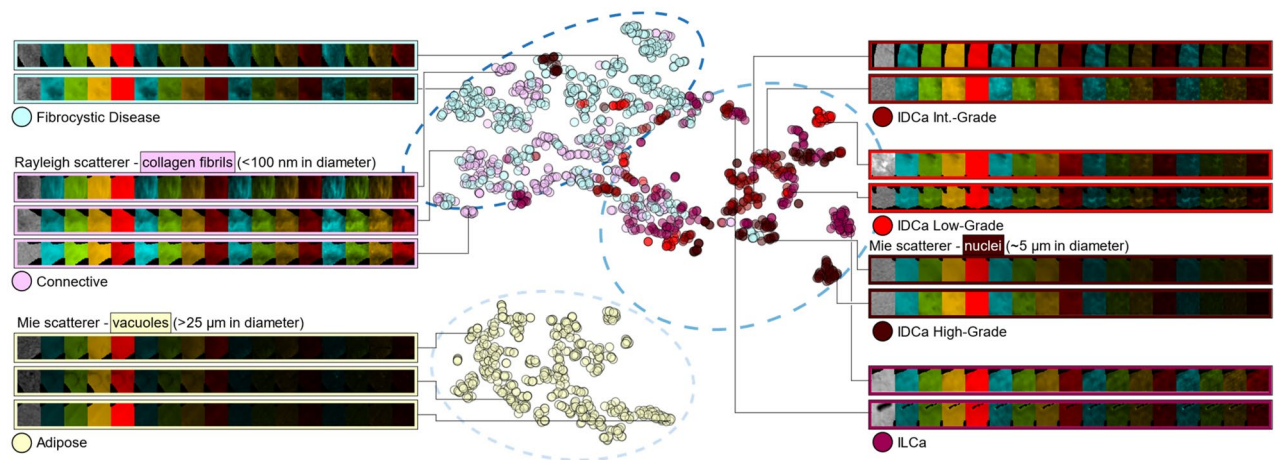 Fibrocystic Disease
Rayleigh scatterer - collagen fibrils (<100 nm in diameter)
Connective
Mie scatterer - vacuoles (>25 µm in diameter)
Adipose
IDCa Int.-Grade
IDCa Low-Grade
Mie scatterer - nuclei (~5 µm in diameter)
IDCa High-Grade
ILCa